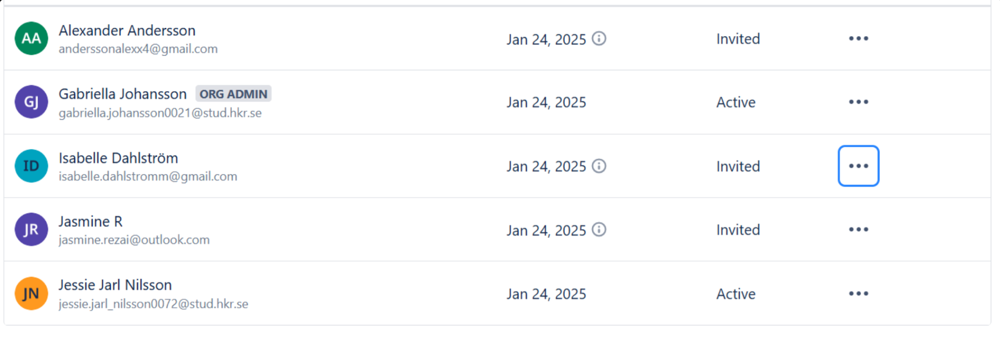 AA Alexander Andersson Jan 24, 2025 Invited •••
anderssonalexx4@gmail.com
GJ Gabriella Johansson ORG ADMIN Jan 24, 2025 Active •••
gabriella.johansson0021@stud.hkr.se
ID Isabelle Dahlström Jan 24, 2025 Invited •••
isabelle.dahlstromm@gmail.com
JR Jasmine R Jan 24, 2025 Invited •••
jasmine.rezai@outlook.com
JN Jessie Jarl Nilsson Jan 24, 2025 Active •••
jessie.jarl_nilsson0072@stud.hkr.se